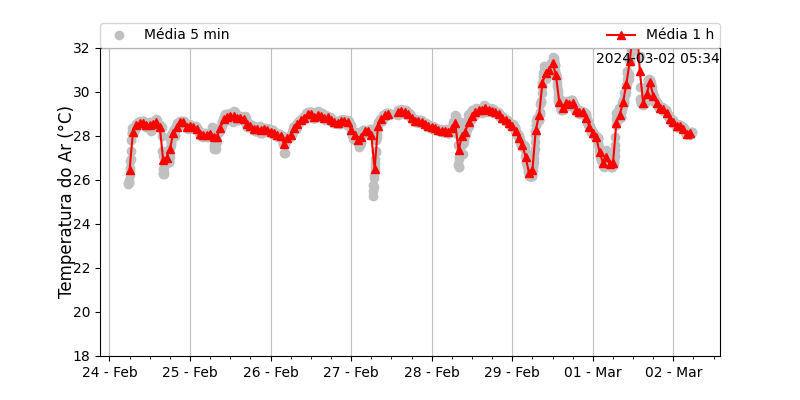 Média 5 min
Média 1 h
2024-03-02 05:34
Temperatura do Ar (°C)
32
30
28
26
24
22
20
18
24 - Feb
25 - Feb
26 - Feb
27 - Feb
28 - Feb
29 - Feb
01 - Mar
02 - Mar